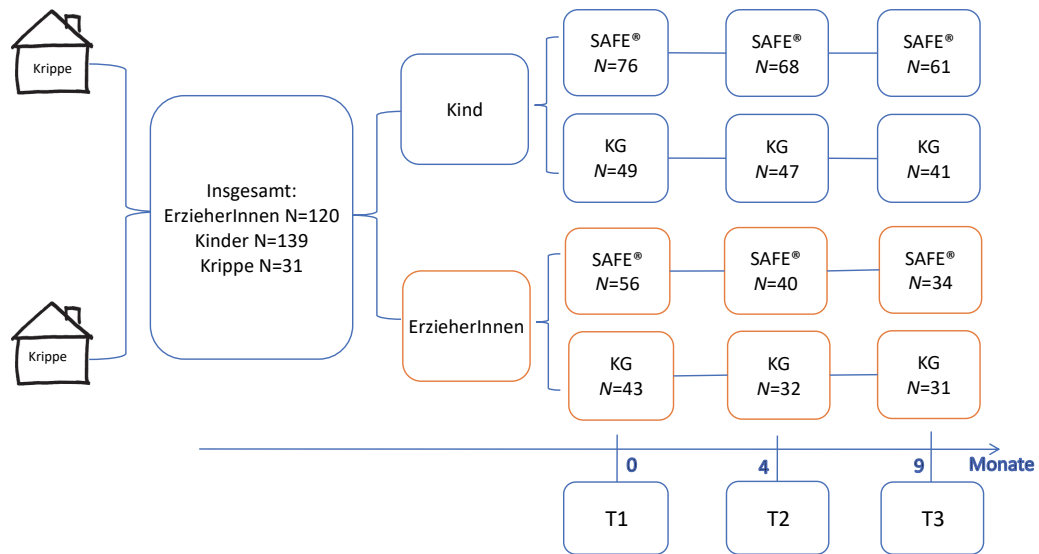 Krippe
Krippe
Insgesamt:
ErzieherInnen N=120
Kinder N=139
Krippe N=31
Kind
SAFE®
N=76
SAFE®
N=68
SAFE®
N=61
KG
N=49
KG
N=47
KG
N=41
ErzieherInnen
SAFE®
N=56
SAFE®
N=40
SAFE®
N=34
KG
N=43
KG
N=32
KG
N=31
0
4
9
Monate
T1
T2
T3